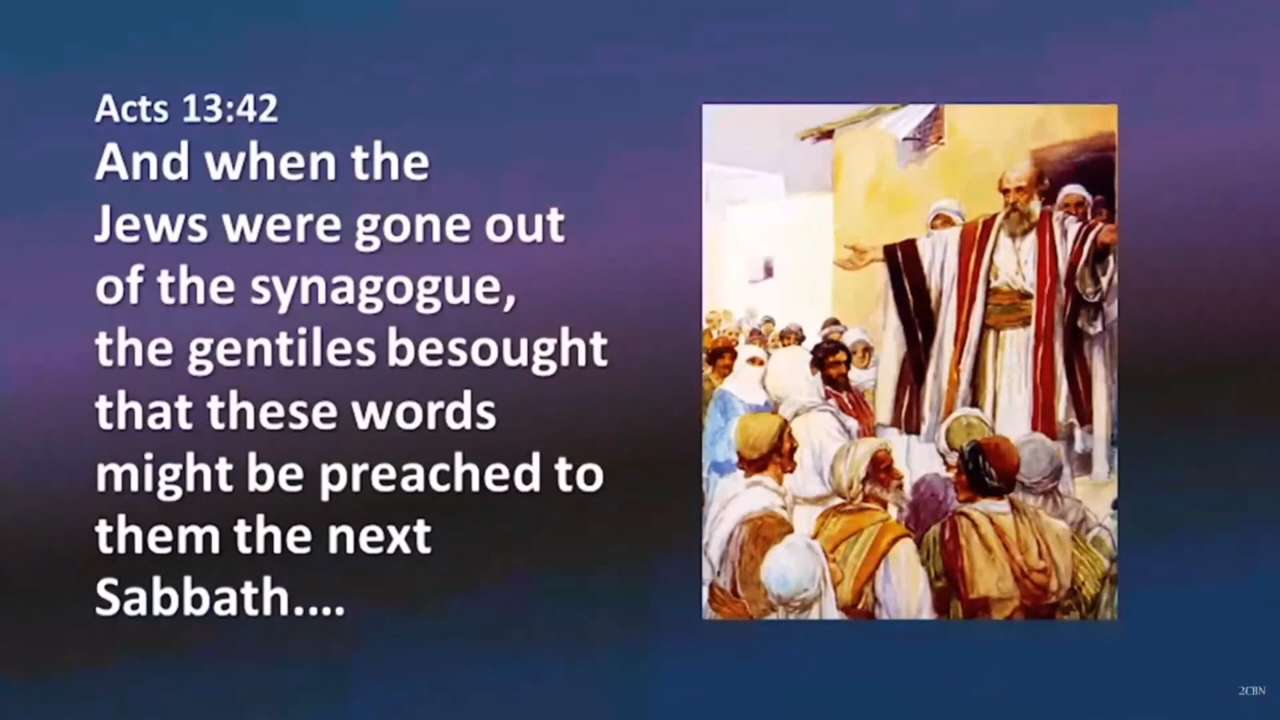 Acts 13:42
And when the
Jews were gone out
of the synagogue,
the gentiles besought
that these words
might be preached to
them the next
Sabbath....
2CBN